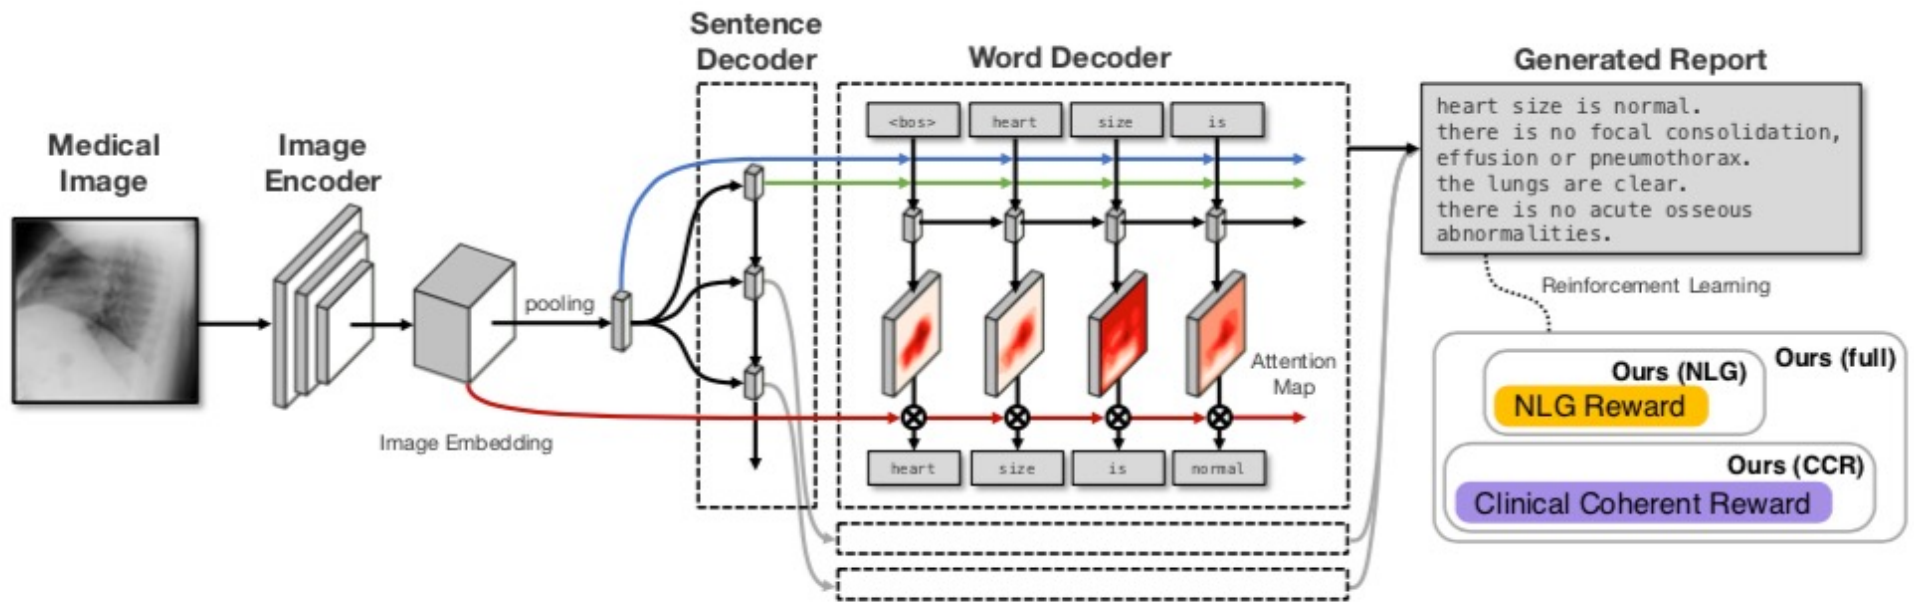 Medical
Image
Image
Encoder
pooling
Image Embedding
Sentence
Decoder
Word Decoder
<bos>
heart
size
is
Attention
Map
heart
size
is
normal
Generated Report
heart size is normal.
there is no focal consolidation,
effusion or pneumothorax.
the lungs are clear.
there is no acute osseous
abnormalities.
Reinforcement Learning
Ours (full)
Ours (NLG)
NLG Reward
Ours (CCR)
Clinical Coherent Reward